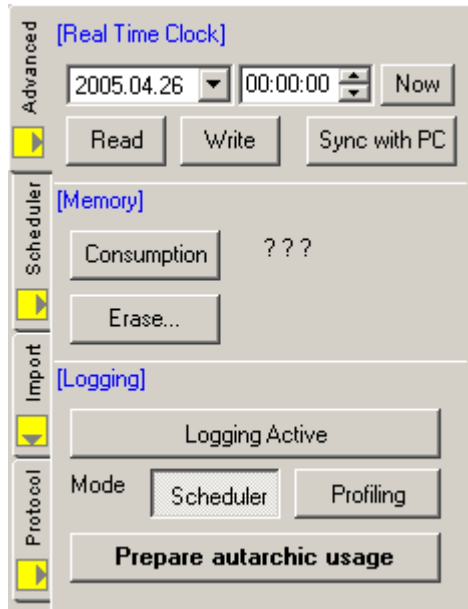 Advanced
Scheduler
Import
Protocol
[Real Time Clock]
2005.04.26 00:00:00 Now
Read Write Sync with PC
[Memory]
Consumption ? ? ?
Erase...
[Logging]
Logging Active
Mode Scheduler Profiling
Prepare autarchic usage